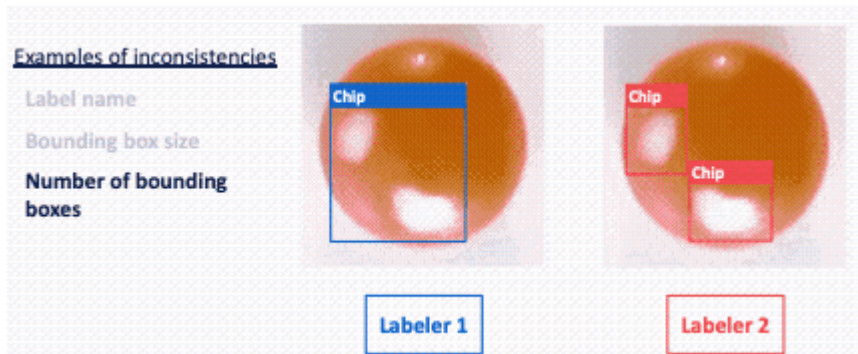 Examples of inconsistencies
Label name
Bounding box size
Number of bounding
boxes
Chip
Chip
Chip
Labeler 1
Labeler 2